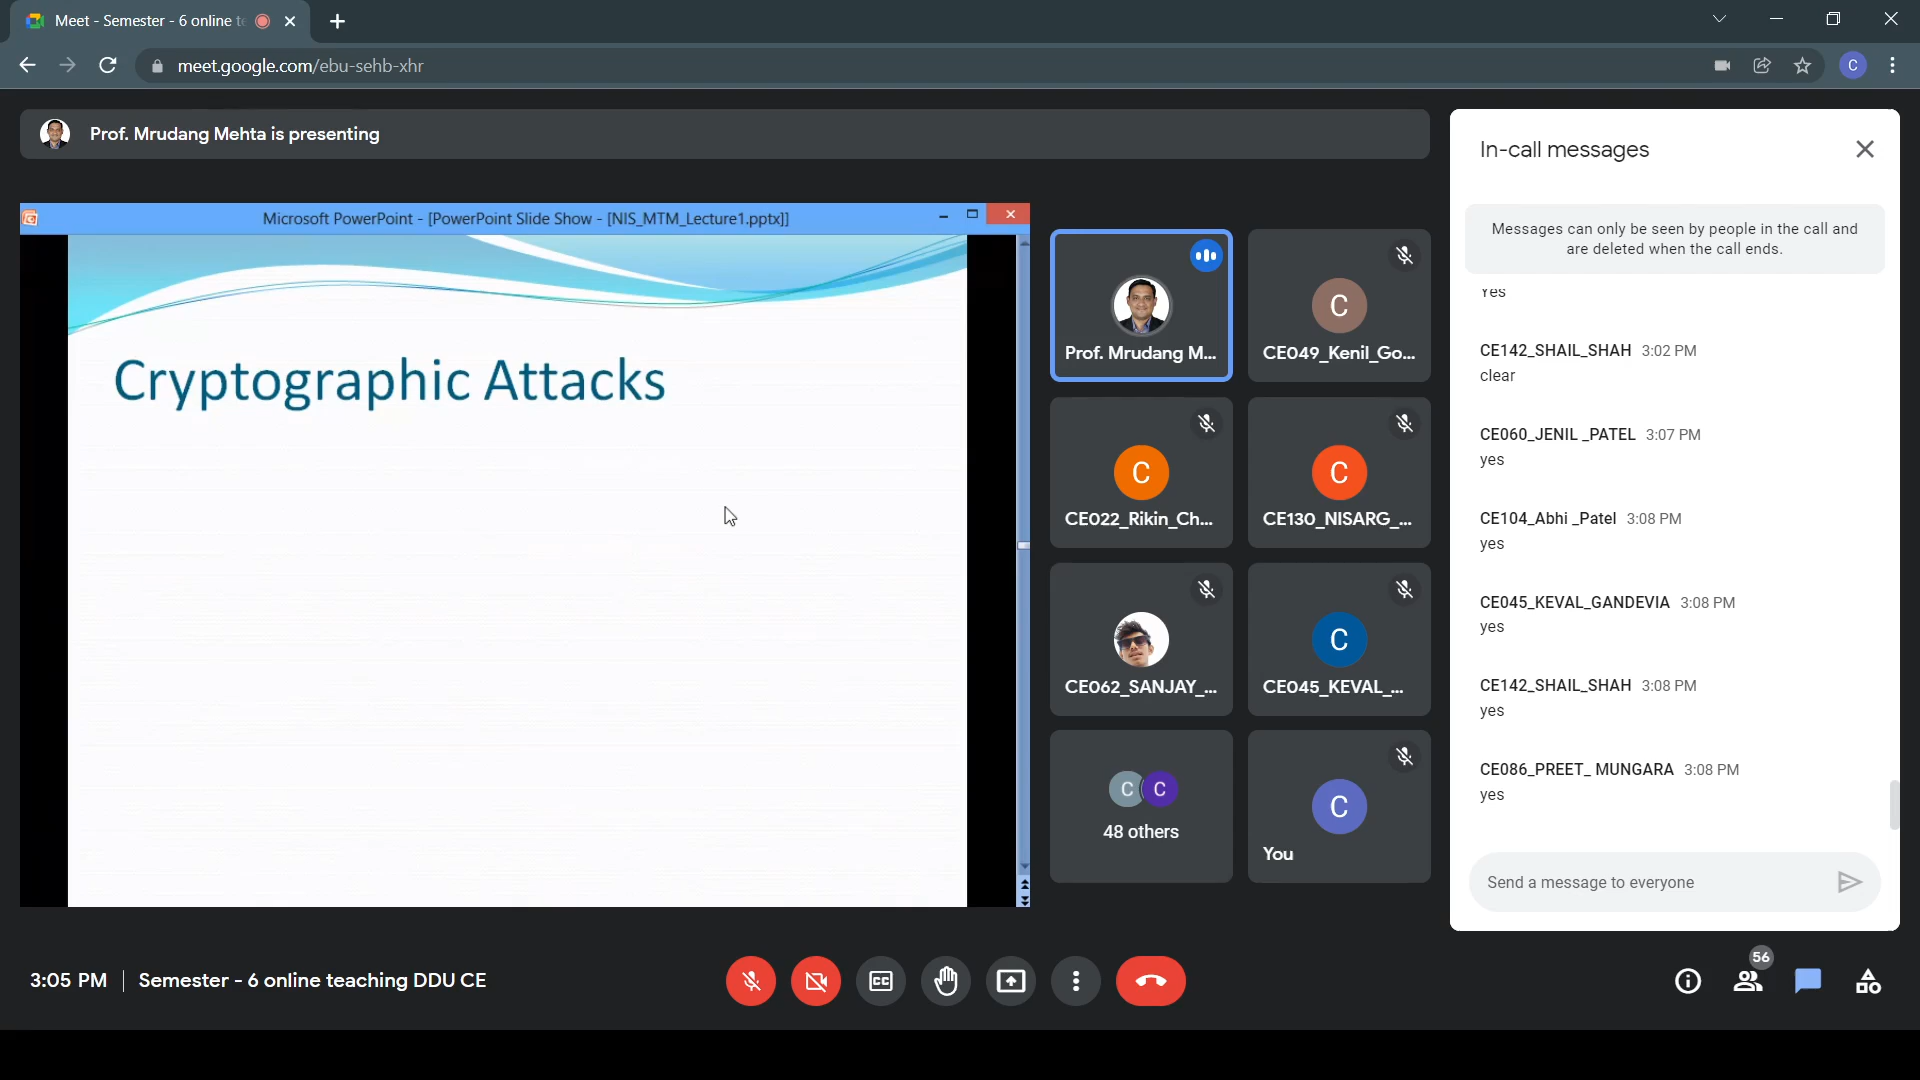 Meet - Semester - 6 online te
meet.google.com/ebu-sehb-xhr
C
Prof. Mrudang Mehta is presenting
Microsoft PowerPoint - [PowerPoint Slide Show - [NIS_MTM_Lecture1.pptx]]
Cryptographic Attacks
Prof. Mrudang M...
C
CE049_Kenil_Go...
C
CE022_Rikin_Ch...
C
CE130_NISARG_...
CE062_SANJAY_...
C
CE045_KEVAL_...
C C
48 others
C
You
In-call messages
Messages can only be seen by people in the call and
are deleted when the call ends.
Yes
CE142_SHAIL_SHAH 3:02 PM
clear
CE060_JENIL _PATEL 3:07 PM
yes
CE104_Abhi _Patel 3:08 PM
yes
CE045_KEVAL_GANDEVIA 3:08 PM
yes
CE142_SHAIL_SHAH 3:08 PM
yes
CE086_PREET_ MUNGARA 3:08 PM
yes
Send a message to everyone
3:05 PM | Semester - 6 online teaching DDU CE
CC
56